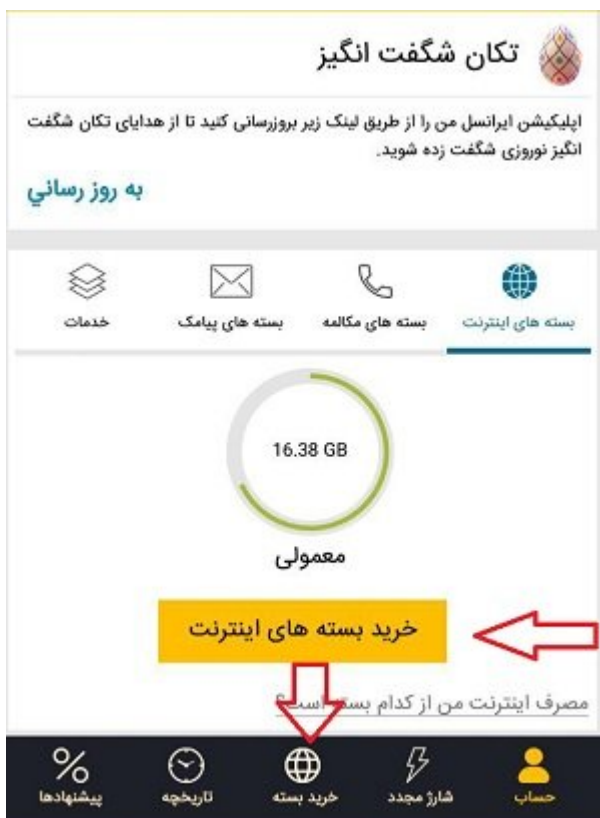 تکان شگفت انگیز
اپلیکیشن ایرانسل من را از طریق لینک زیر بروزرسانی کنید تا از هدایای تکان شگفت
انگیز نوروزی شگفت زده شوید.
به روز رساني
بسته های اینترنت
بسته های مکالمه
بسته های پیامک
خدمات
16.38 GB
معمولی
خرید بسته های اینترنت
مصرف اینترنت من از کدام بسته است؟
حساب
شارژ مجدد
خرید بسته
تاریخچه
پیشنهادها